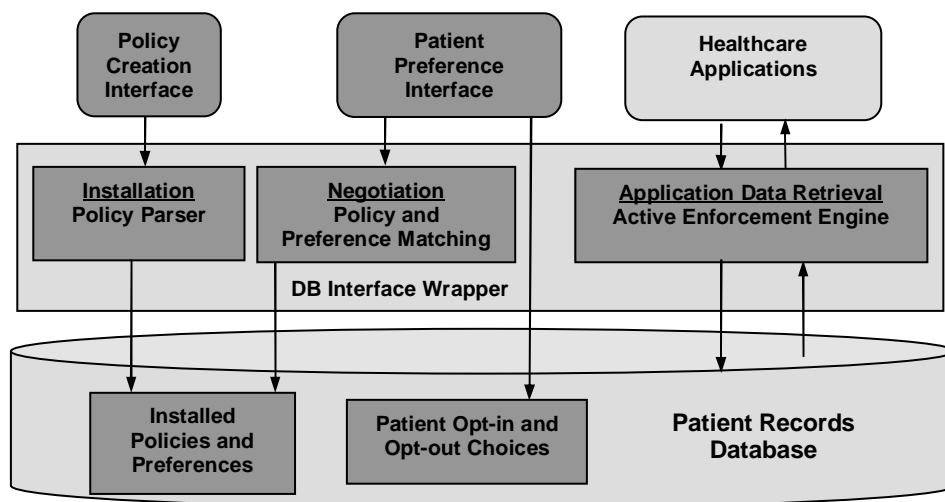 Policy
Creation
Interface
Patient
Preference
Interface
Healthcare
Applications
Installation
Policy Parser
Negotiation
Policy and
Preference Matching
Application Data Retrieval
Active Enforcement Engine
DB Interface Wrapper
Installed
Policies and
Preferences
Patient Opt-in and
Opt-out Choices
Patient Records
Database